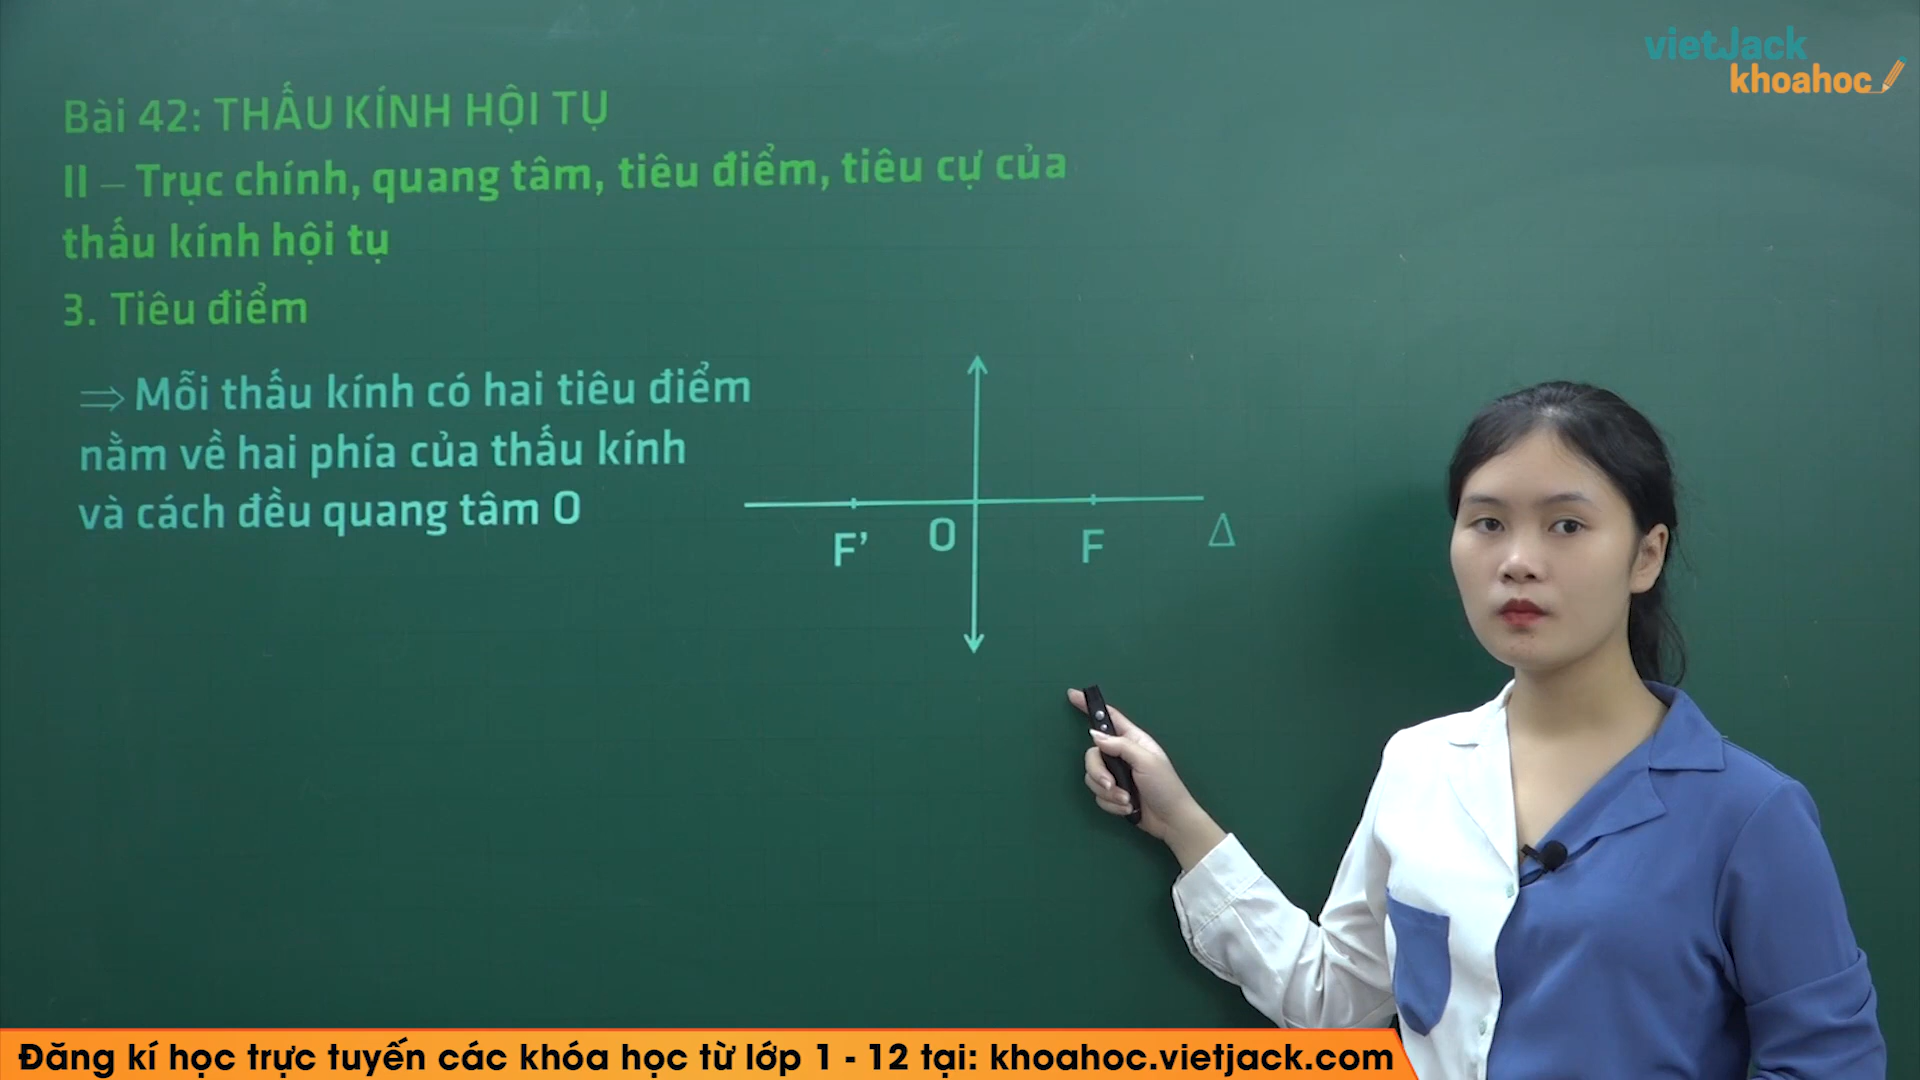 vietJack
khoahoc
Bài 42: THẤU KÍNH HỘI TỤ
II – Trục chính, quang tâm, tiêu điểm, tiêu cự của
thấu kính hội tụ
3. Tiêu điểm
⇒ Mỗi thấu kính có hai tiêu điểm
nằm về hai phía của thấu kính
và cách đều quang tâm O
F’ O F Δ
Đăng kí học trực tuyến các khóa học từ lớp 1 - 12 tại: khoahoc.vietjack.com